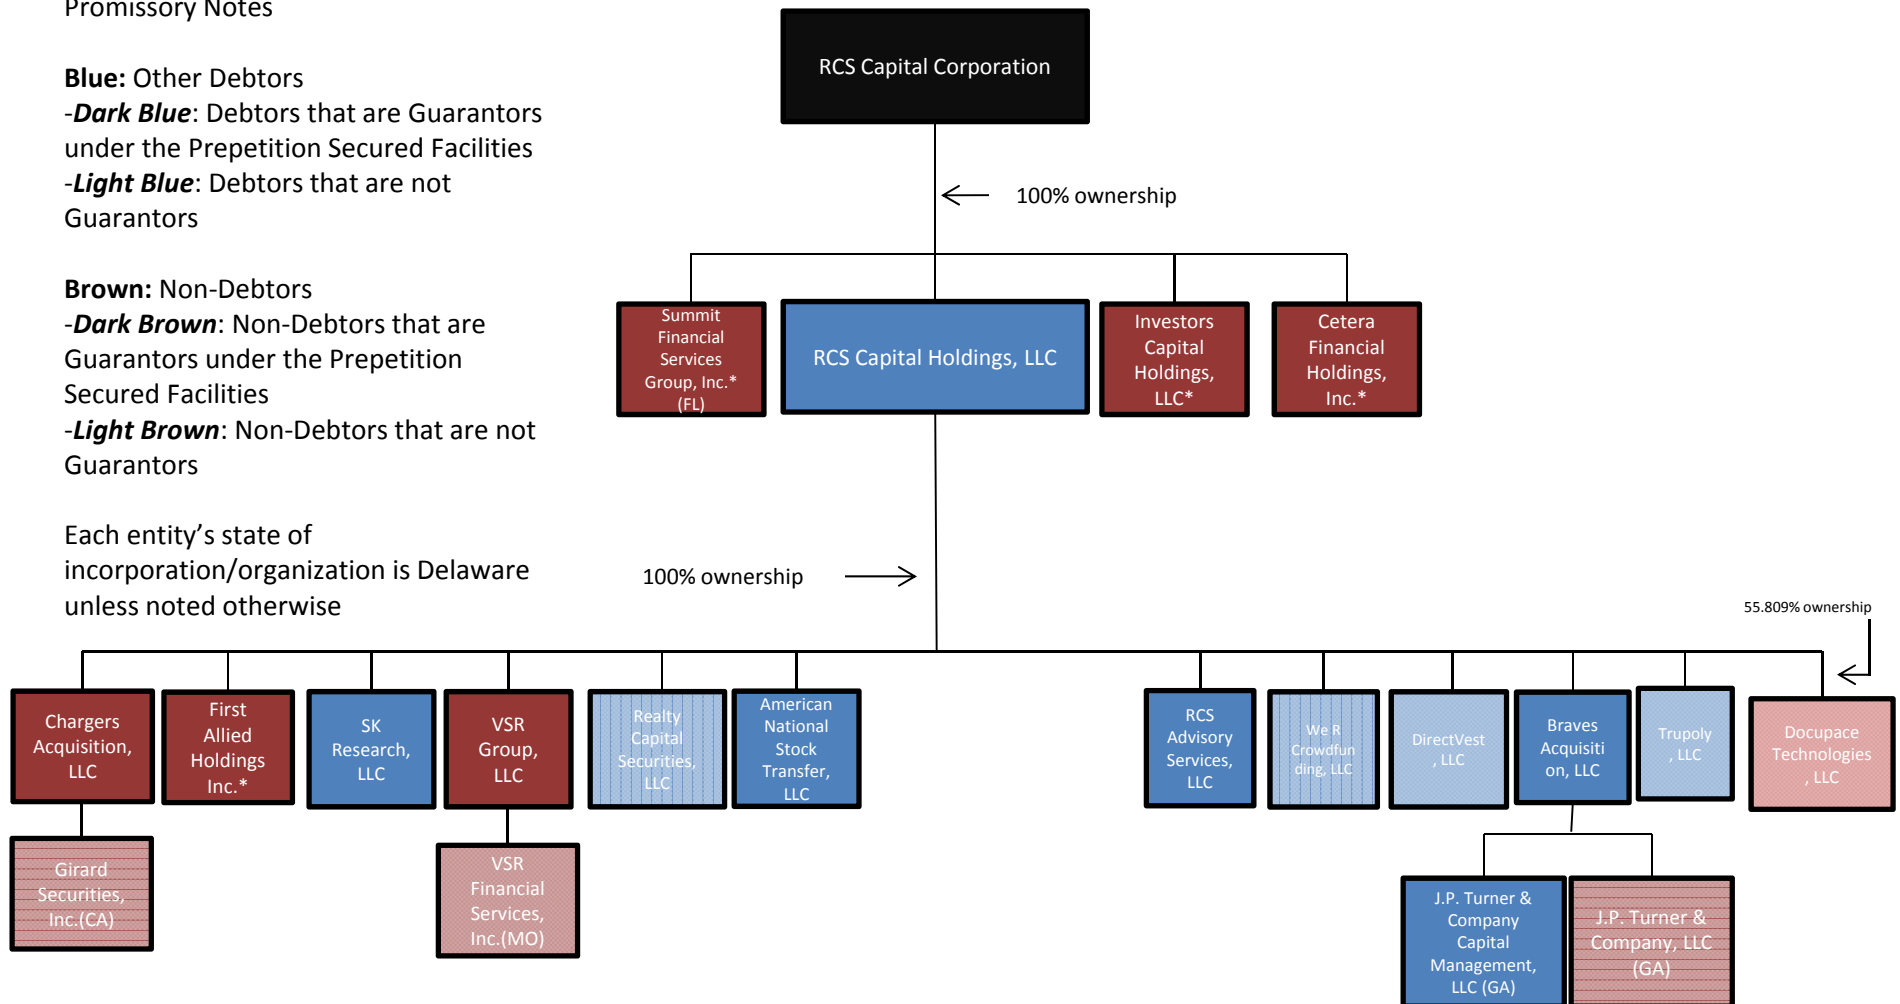 Promissory Notes
Blue: Other Debtors
-Dark Blue: Debtors that are Guarantors
under the Prepetition Secured Facilities
-Light Blue: Debtors that are not
Guarantors
Brown: Non-Debtors
-Dark Brown: Non-Debtors that are
Guarantors under the Prepetition
Secured Facilities
-Light Brown: Non-Debtors that are not
Guarantors
Each entity’s state of
incorporation/organization is Delaware
unless noted otherwise
RCS Capital Corporation
100% ownership
Summit
Financial
Services
Group, Inc.*
(FL)
RCS Capital Holdings, LLC
Investors
Capital
Holdings,
LLC*
Cetera
Financial
Holdings,
Inc.*
100% ownership
55.809% ownership
Chargers
Acquisition,
LLC
First
Allied
Holdings
Inc.*
SK
Research,
LLC
VSR
Group,
LLC
Realty
Capital
Securities,
LLC
American
National
Stock
Transfer,
LLC
RCS
Advisory
Services,
LLC
We R
Crowdfun
ding, LLC
DirectVest
, LLC
Braves
Acquisiti
on, LLC
Trupoly
, LLC
Docupace
Technologies
, LLC
Girard
Securities,
Inc.(CA)
VSR
Financial
Services,
Inc.(MO)
J.P. Turner &
Company
Capital
Management,
LLC (GA)
J.P. Turner &
Company, LLC
(GA)